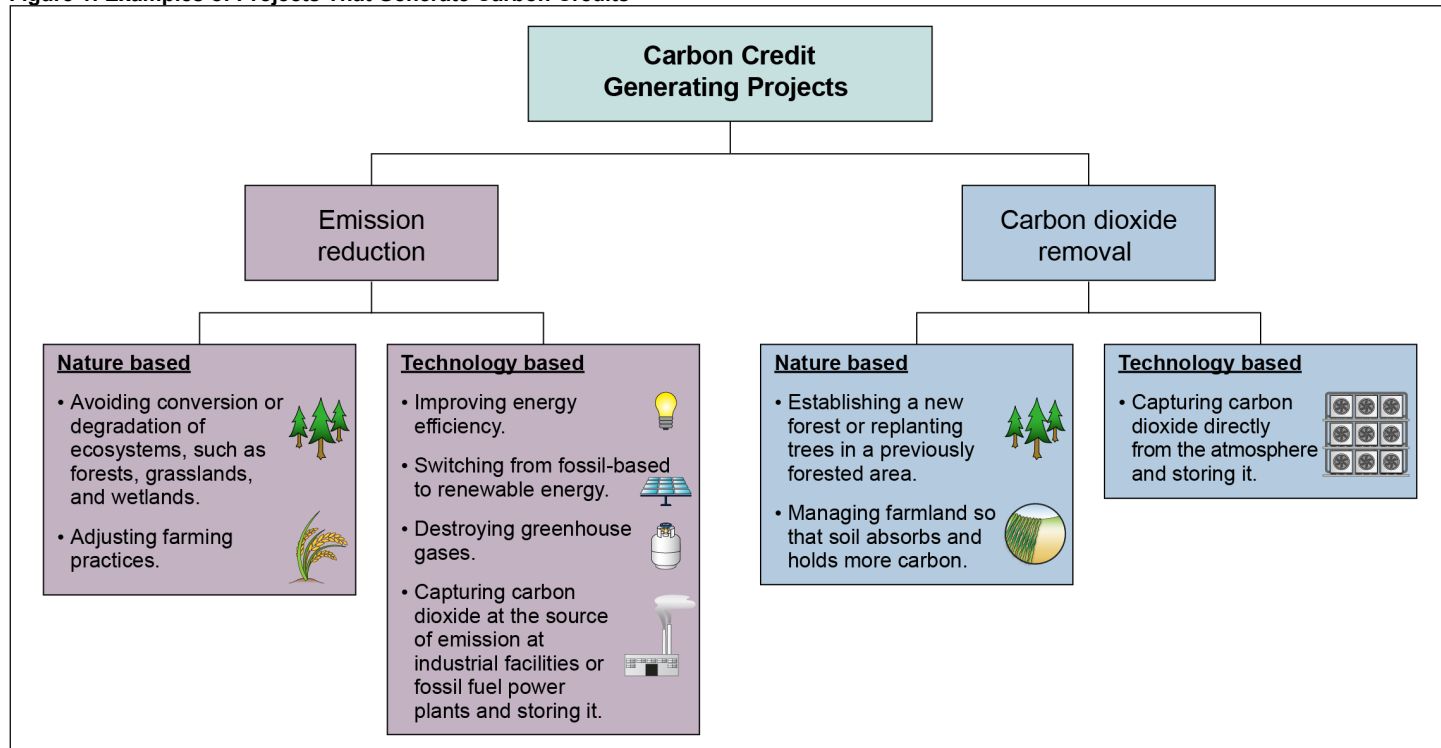 Carbon Credit
Generating Projects
Emission
reduction
Carbon dioxide
removal
Nature based
• Avoiding conversion or
degradation of
ecosystems, such as
forests, grasslands,
and wetlands.
• Adjusting farming
practices.
Technology based
• Improving energy
efficiency.
• Switching from fossil-based
to renewable energy.
• Destroying greenhouse
gases.
• Capturing carbon
dioxide at the source
of emission at
industrial facilities or
fossil fuel power
plants and storing it.
Nature based
• Establishing a new
forest or replanting
trees in a previously
forested area.
• Managing farmland so
that soil absorbs and
holds more carbon.
Technology based
• Capturing carbon
dioxide directly
from the atmosphere
and storing it.